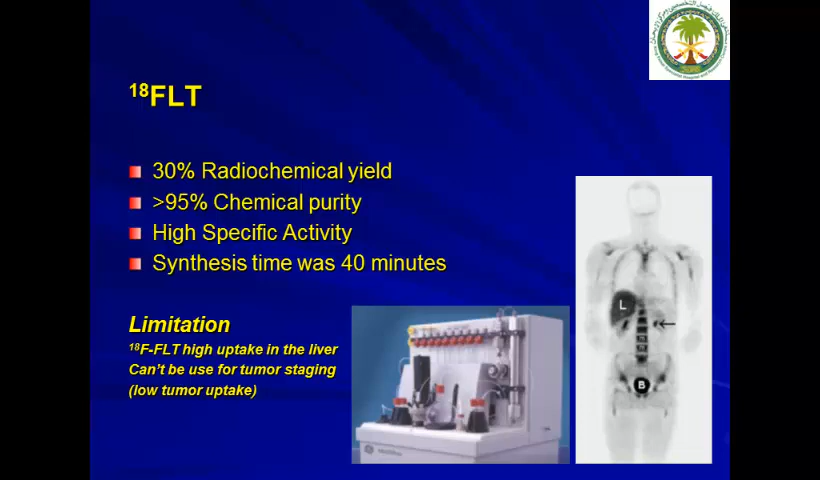 ¹⁸FLT
30% Radiochemical yield
>95% Chemical purity
High Specific Activity
Synthesis time was 40 minutes
Limitation
¹⁸F-FLT high uptake in the liver
Can't be use for tumor staging
(low tumor uptake)
L
B